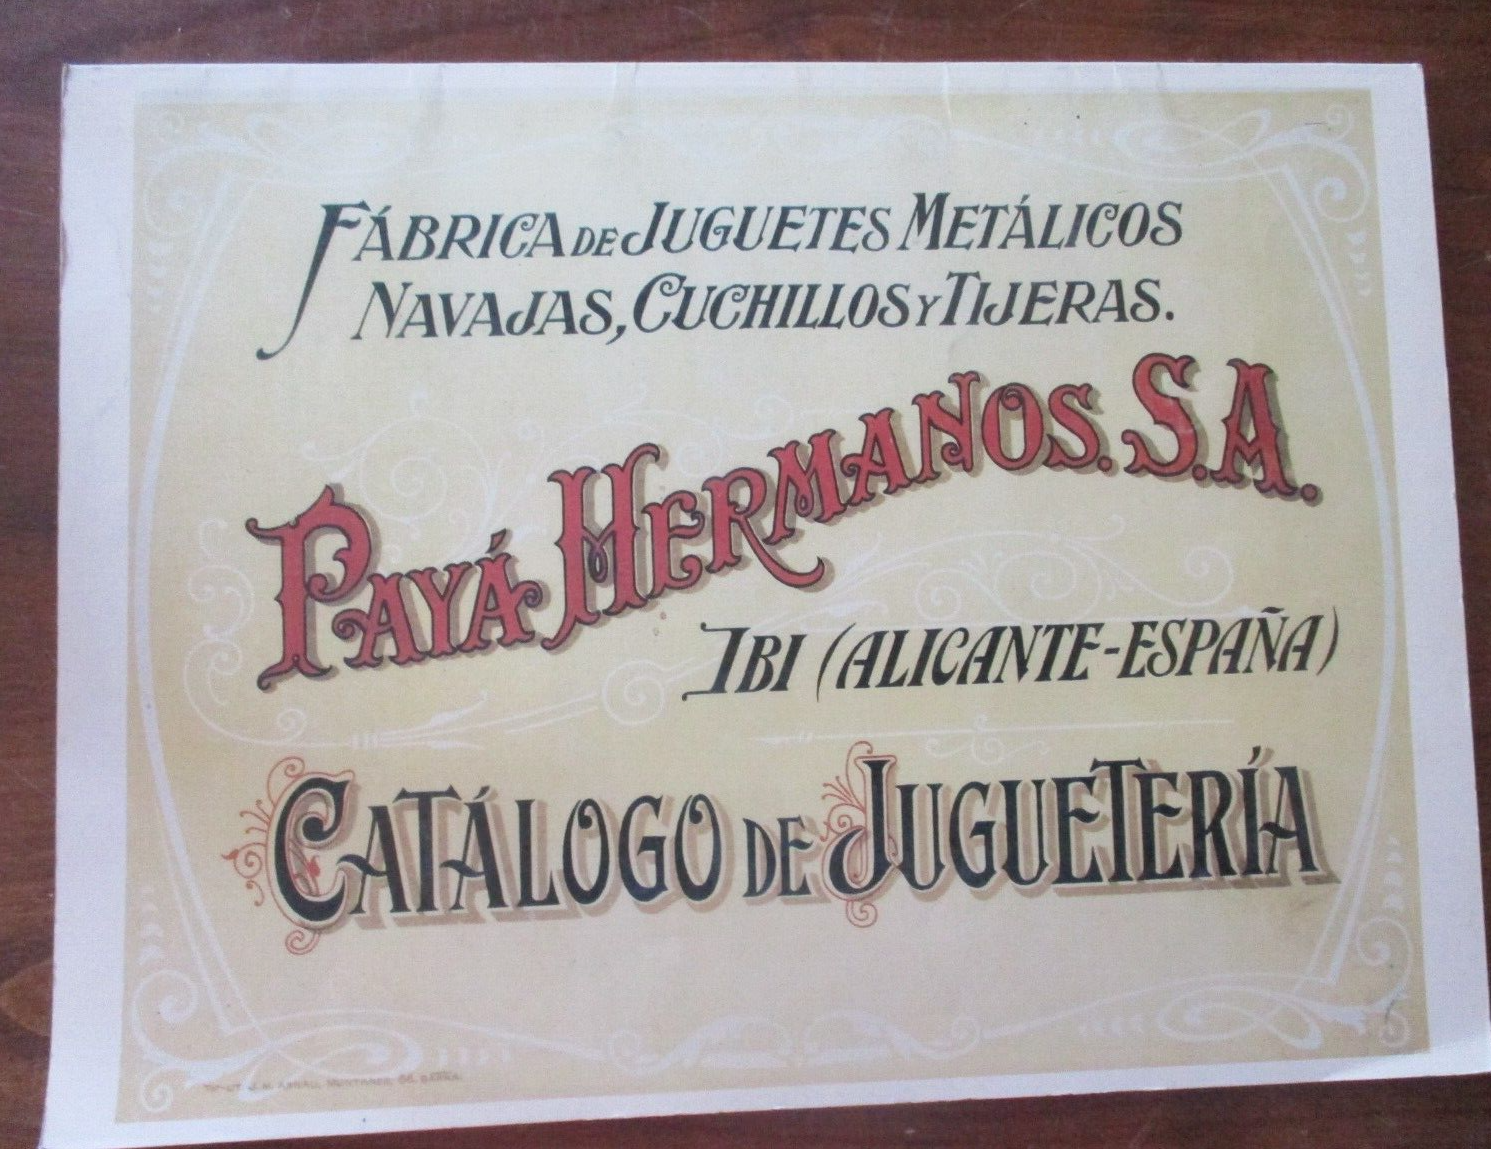 FÁBRICA DE JUGUETES METÁLICOS
NAVAJAS, CUCHILLOS Y TIJERAS.
PAYÁ HERMANOS. S.A.
IBI (ALICANTE-ESPAÑA)
CATÁLOGO DE JUGUETERÍA